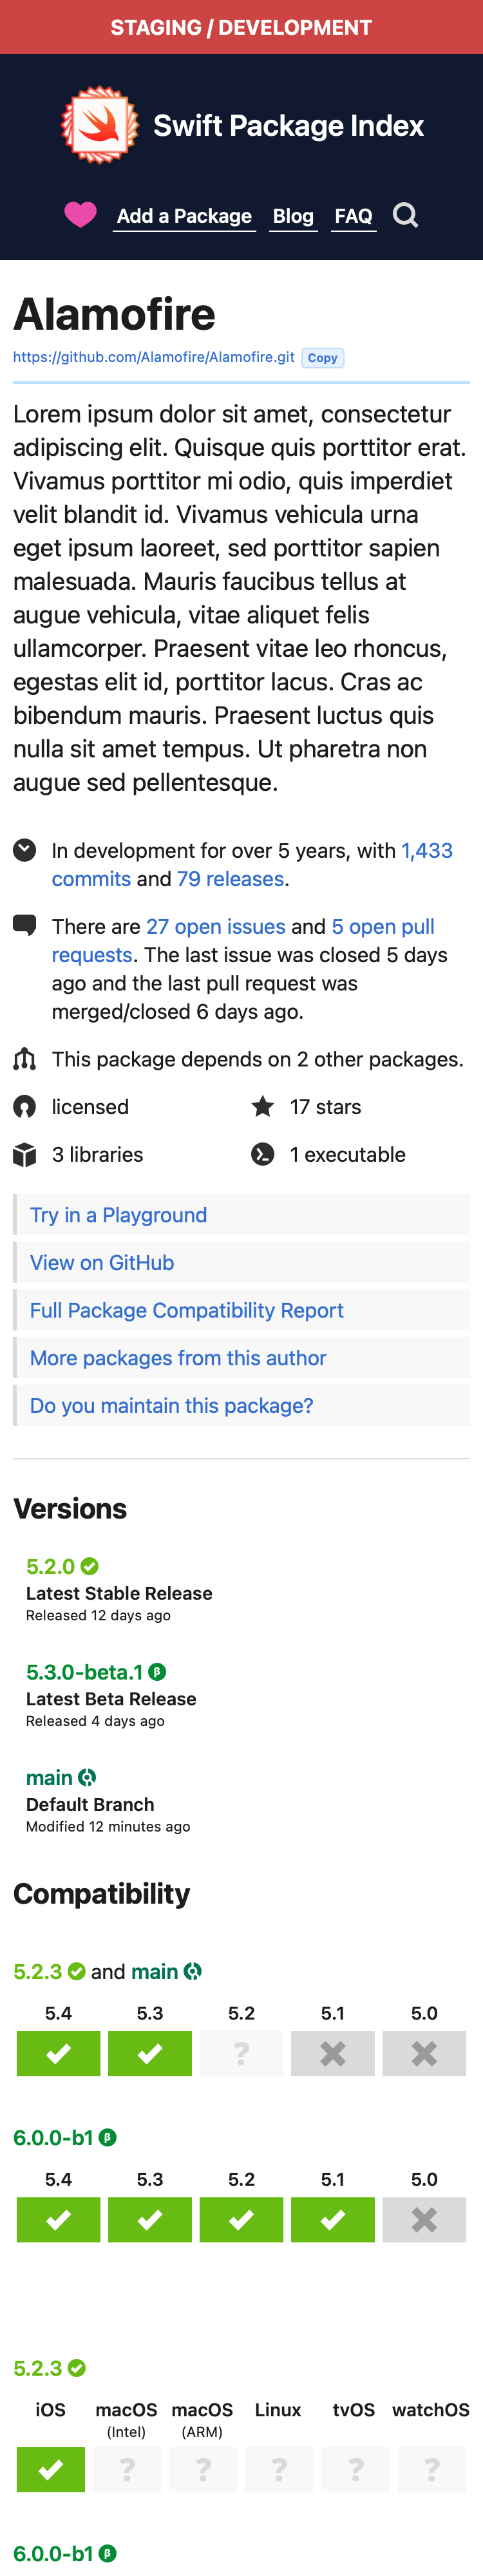 STAGING / DEVELOPMENT
Swift Package Index
Add a Package Blog FAQ
Alamofire
https://github.com/Alamofire/Alamofire.git Copy
Lorem ipsum dolor sit amet, consectetur
adipiscing elit. Quisque quis porttitor erat.
Vivamus porttitor mi odio, quis imperdiet
velit blandit id. Vivamus vehicula urna
eget ipsum laoreet, sed porttitor sapien
malesuada. Mauris faucibus tellus at
augue vehicula, vitae aliquet felis
ullamcorper. Praesent vitae leo rhoncus,
egestas elit id, porttitor lacus. Cras ac
bibendum mauris. Praesent luctus quis
nulla sit amet tempus. Ut pharetra non
augue sed pellentesque.
In development for over 5 years, with 1,433
commits and 79 releases.
There are 27 open issues and 5 open pull
requests. The last issue was closed 5 days
ago and the last pull request was
merged/closed 6 days ago.
This package depends on 2 other packages.
licensed 17 stars
3 libraries 1 executable
Try in a Playground
View on GitHub
Full Package Compatibility Report
More packages from this author
Do you maintain this package?
Versions
5.2.0
Latest Stable Release
Released 12 days ago
5.3.0-beta.1 β
Latest Beta Release
Released 4 days ago
main
Default Branch
Modified 12 minutes ago
Compatibility
5.2.3 and main
5.4 5.3 5.2 5.1 5.0
?
6.0.0-b1 β
5.4 5.3 5.2 5.1 5.0
5.2.3
iOS macOS macOS Linux tvOS watchOS
(Intel) (ARM)
? ? ? ? ?
6.0.0-b1 β